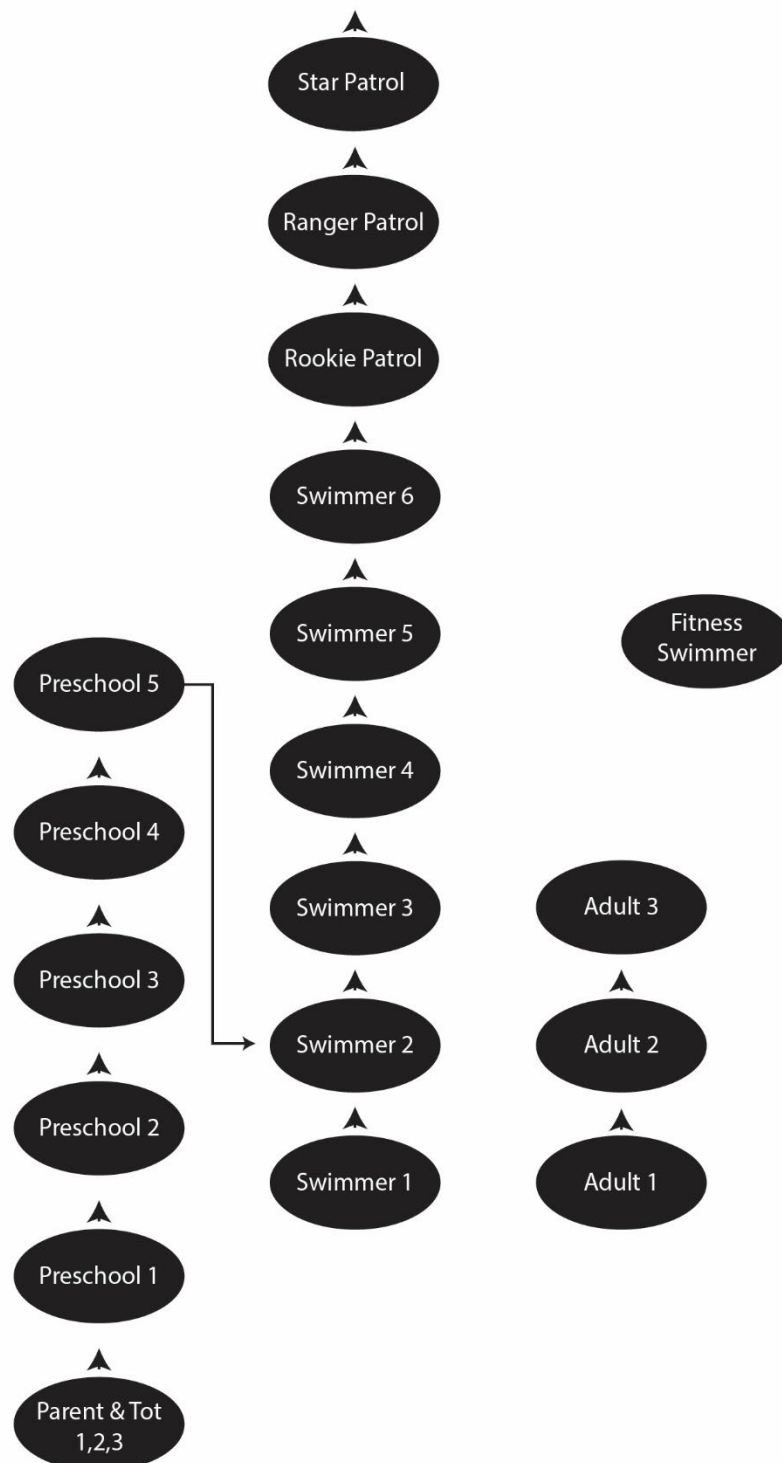 Star Patrol
Ranger Patrol
Rookie Patrol
Swimmer 6
Swimmer 5
Fitness
Swimmer
Preschool 5
Swimmer 4
Preschool 4
Swimmer 3
Adult 3
Preschool 3
Swimmer 2
Adult 2
Preschool 2
Swimmer 1
Adult 1
Preschool 1
Parent & Tot
1,2,3